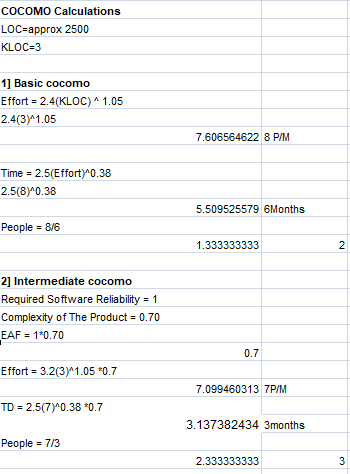 COCOMO Calculations
LOC=approx 2500
KLOC=3
1] Basic cocomo
Effort = 2.4(KLOC) ^ 1.05
2.4(3)^1.05
7.606564622 8 P/M
Time = 2.5(Effort)^0.38
2.5(8)^0.38
5.509525579 6Months
People = 8/6
1.333333333 2
2] Intermediate cocomo
Required Software Reliability = 1
Complexity of The Product = 0.70
EAF = 1*0.70
0.7
Effort = 3.2(3)^1.05 *0.7
7.099460313 7P/M
TD = 2.5(7)^0.38 *0.7
3.137382434 3months
People = 7/3
2.333333333 3